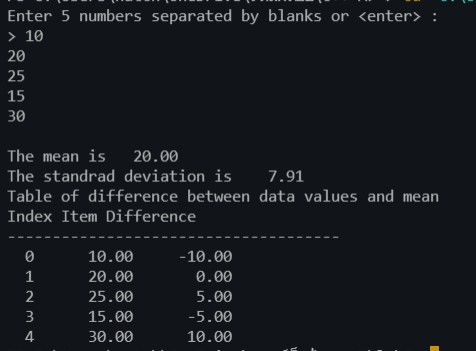 Enter 5 numbers separated by blanks or <enter> :
> 10
20
25
15
30
The mean is   20.00
The standrad deviation is    7.91
Table of difference between data values and mean
Index Item Difference
-------------------------------------
0      10.00     -10.00
1      20.00       0.00
2      25.00       5.00
3      15.00      -5.00
4      30.00      10.00